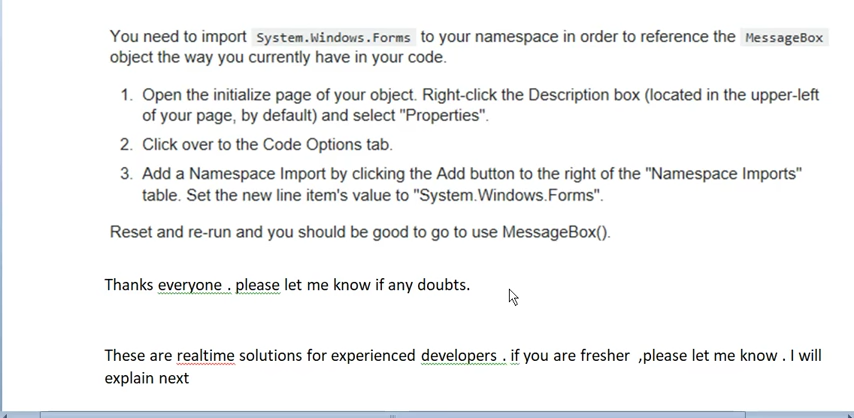 You need to import System.Windows.Forms to your namespace in order to reference the MessageBox
object the way you currently have in your code.
1. Open the initialize page of your object. Right-click the Description box (located in the upper-left
of your page, by default) and select "Properties".
2. Click over to the Code Options tab.
3. Add a Namespace Import by clicking the Add button to the right of the "Namespace Imports"
table. Set the new line item's value to "System.Windows.Forms".
Reset and re-run and you should be good to go to use MessageBox().
Thanks everyone . please let me know if any doubts.
These are realtime solutions for experienced developers . if you are fresher ,please let me know . I will
explain next